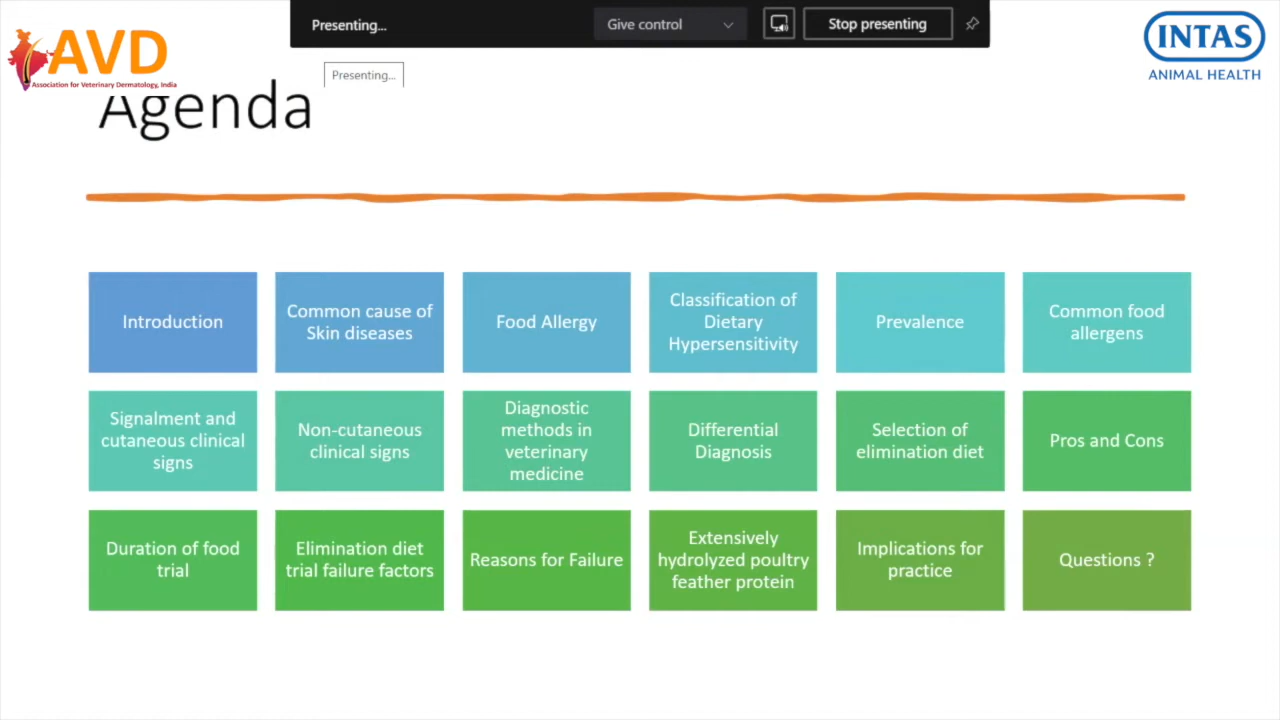 Presenting...
Give control
Stop presenting
AVD
Association for Veterinary Dermatology, India
INTAS
ANIMAL HEALTH
Presenting...
Agenda
Introduction
Common cause of
Skin diseases
Food Allergy
Classification of
Dietary
Hypersensitivity
Prevalence
Common food
allergens
Signalment and
cutaneous clinical
signs
Non-cutaneous
clinical signs
Diagnostic
methods in
veterinary
medicine
Differential
Diagnosis
Selection of
elimination diet
Pros and Cons
Duration of food
trial
Elimination diet
trial failure factors
Reasons for Failure
Extensively
hydrolyzed poultry
feather protein
Implications for
practice
Questions ?